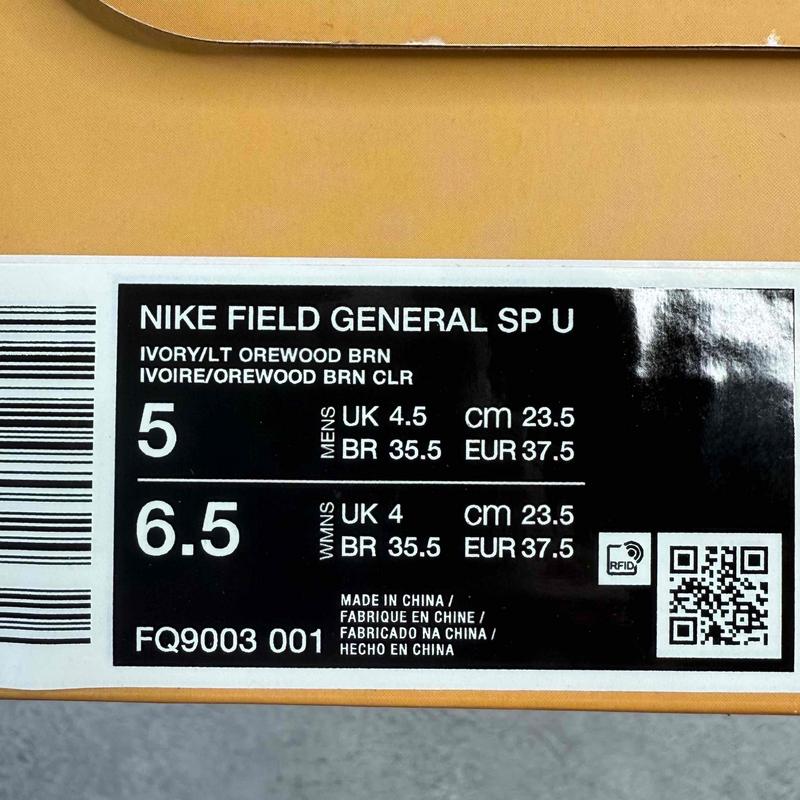 NIKE FIELD GENERAL SP U
IVORY/LT OREWOOD BRN
IVOIRE/OREWOOD BRN CLR
5 MENS UK 4.5 cm 23.5
BR 35.5 EUR 37.5
6.5 WMNS UK 4 cm 23.5
BR 35.5 EUR 37.5
RFID
FQ9003 001
MADE IN CHINA /
FABRIQUE EN CHINE /
FABRICADO NA CHINA /
HECHO EN CHINA